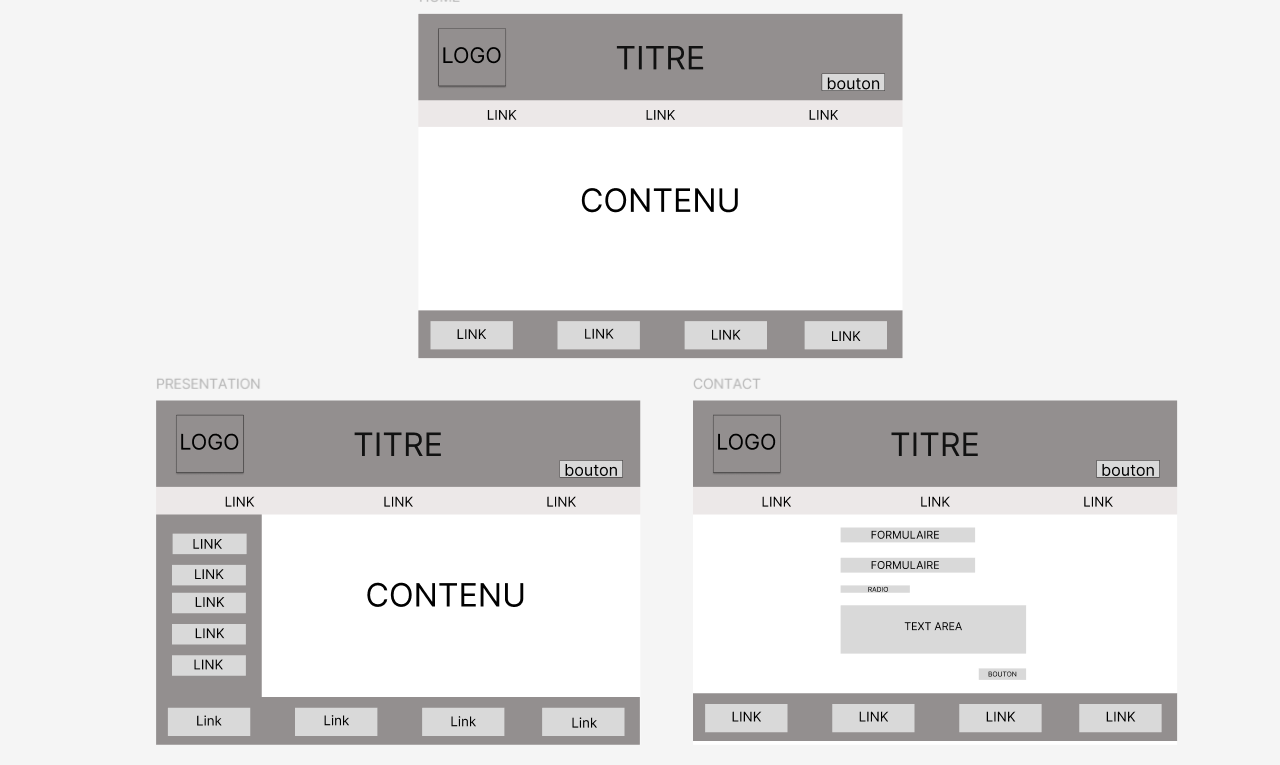 HOME
LOGO
TITRE
bouton
LINK LINK LINK
CONTENU
LINK LINK LINK LINK
PRESENTATION
LOGO
TITRE
bouton
LINK LINK LINK
LINK
LINK
LINK
LINK
LINK
CONTENU
Link Link Link Link
CONTACT
LOGO
TITRE
bouton
LINK LINK LINK
FORMULAIRE
FORMULAIRE
RADIO
TEXT AREA
BOUTON
LINK LINK LINK LINK